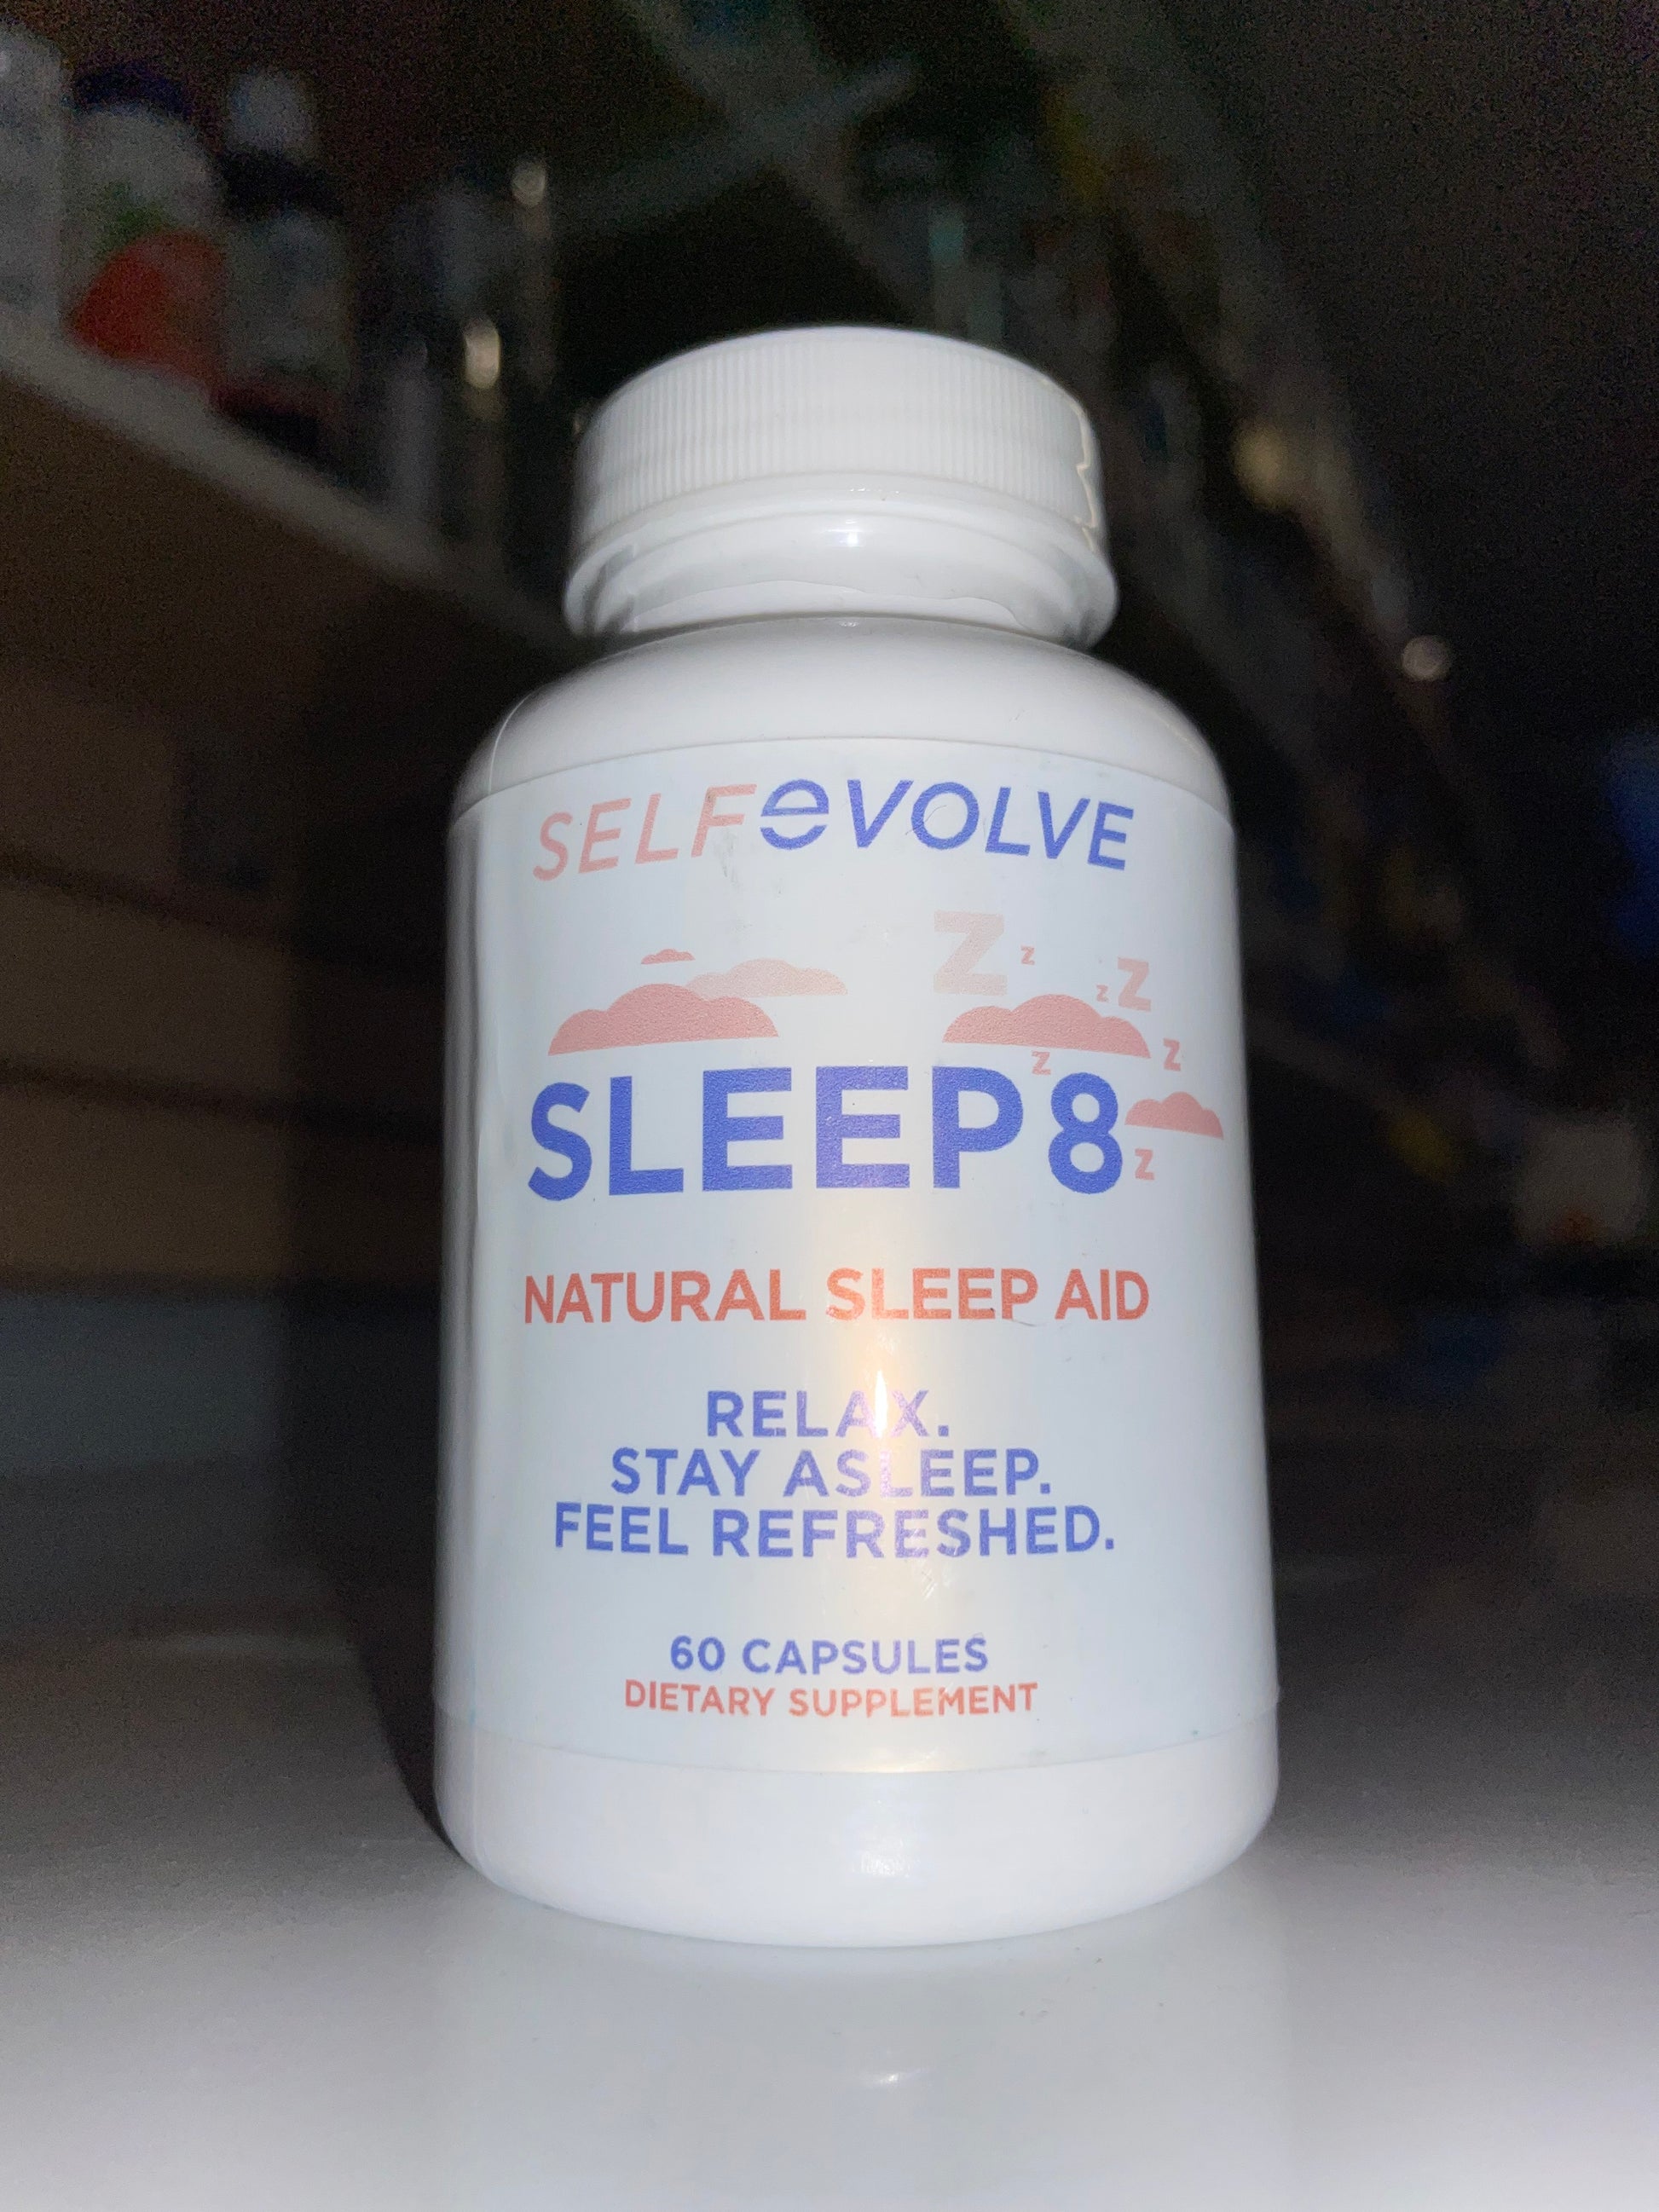 SELFeVOLVE
Z z z Z
z z
SLEEP8
z
NATURAL SLEEP AID
RELAX.
STAY ASLEEP.
FEEL REFRESHED.
60 CAPSULES
DIETARY SUPPLEMENT